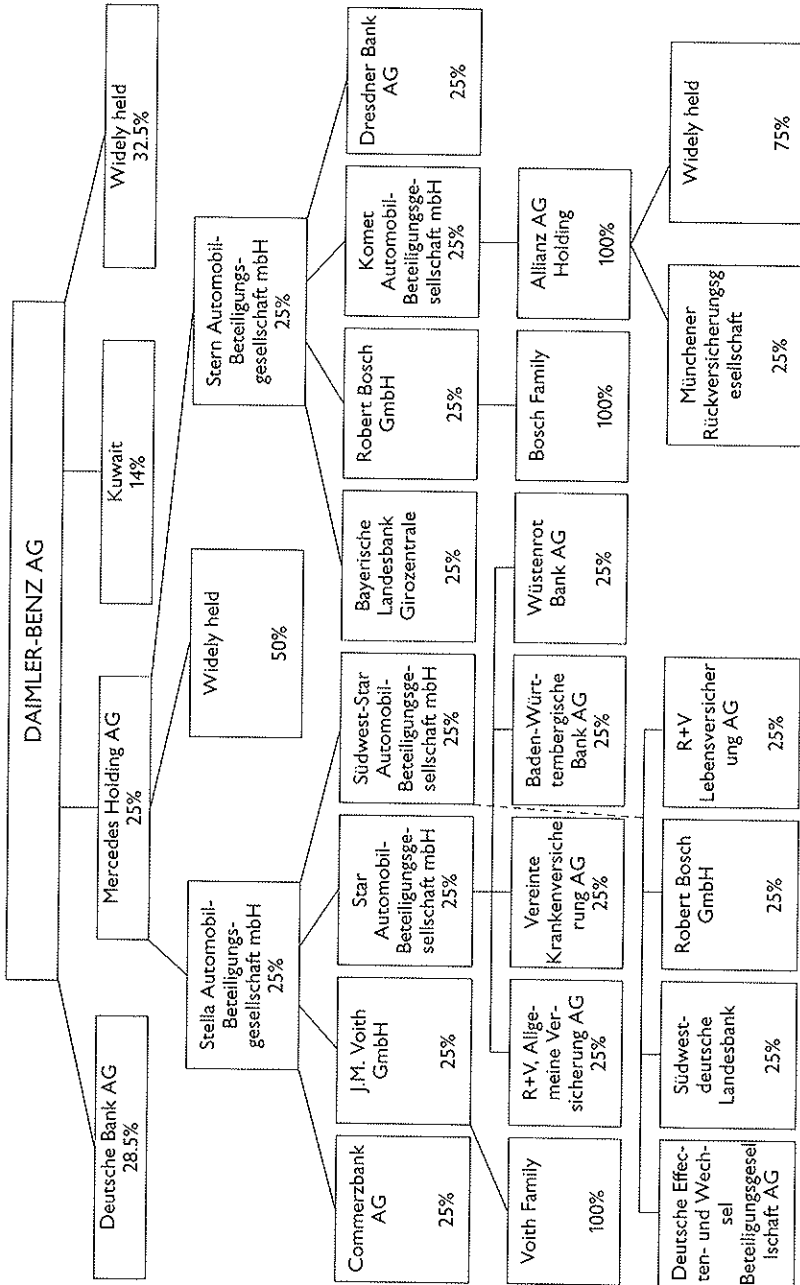 DAIMLER-BENZ AG
Deutsche Bank AG
28.5%
Mercedes Holding AG
25%
Kuwait
14%
Widely held
32.5%
Stella Automobil-
Beteiligungs-
gesellschaft mbH
25%
Widely held
50%
Stern Automobil-
Beteiligungs-
gesellschaft mbH
25%
Commerzbank
AG
25%
J.M. Voith
GmbH
25%
Star
Automobil-
Beteiligungsge-
sellschaft mbH
25%
Südwest-Star
Automobil-
Beteiligungsge-
sellschaft mbH
25%
Bayerische
Landesbank
Girozentrale
25%
Robert Bosch
GmbH
25%
Komet
Automobil-
Beteiligungsge-
sellschaft mbH
25%
Dresdner Bank
AG
25%
Voith Family
100%
R+V, Allge-
meine Ver-
sicherung AG
25%
Vereinte
Krankenversiche
rung AG
25%
Baden-Würt-
tembergische
Bank AG
25%
Wüstenrot
Bank AG
25%
Bosch Family
100%
Allianz AG
Holding
100%
Deutsche Effec-
ten- und Wech-
sel
Beteiligungsgesel
lschaft AG
Südwest-
deutsche
Landesbank
25%
Robert Bosch
GmbH
25%
R+V
Lebensversicher
ung AG
25%
Münchener
Rückversicherungsg
esellschaft
25%
Widely held
75%